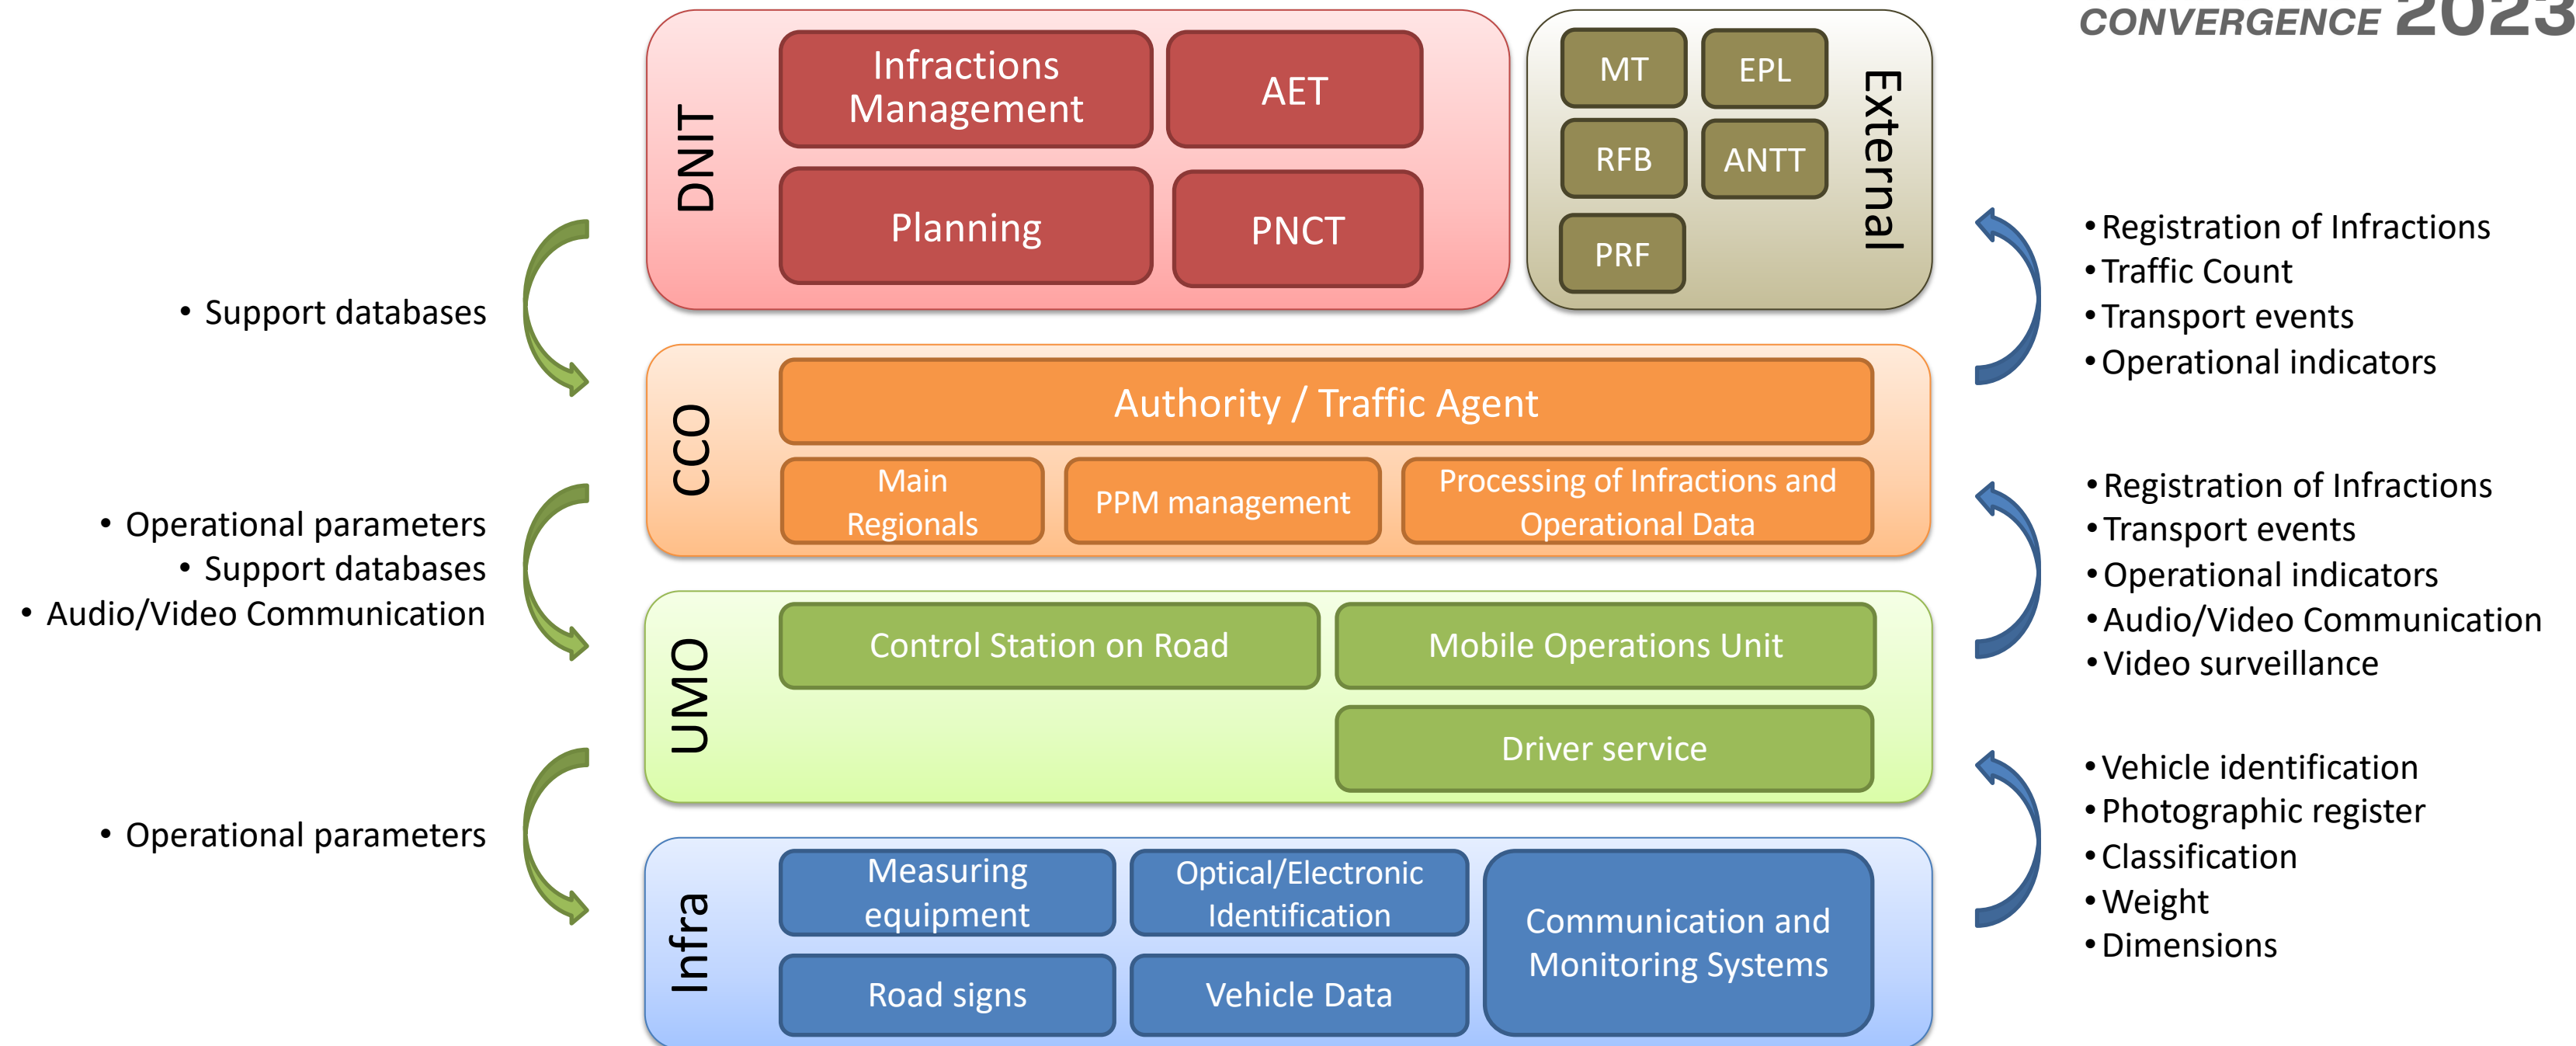 CONVERGENCE 2023
DNIT
Infractions
Management
AET
Planning
PNCT
MT
EPL
RFB
ANTT
PRF
External
• Support databases
• Registration of Infractions
• Traffic Count
• Transport events
• Operational indicators
CCO
Authority / Traffic Agent
Main
Regionals
PPM management
Processing of Infractions and
Operational Data
• Operational parameters
• Support databases
• Audio/Video Communication
• Registration of Infractions
• Transport events
• Operational indicators
• Audio/Video Communication
• Video surveillance
UMO
Control Station on Road
Mobile Operations Unit
Driver service
• Operational parameters
• Vehicle identification
• Photographic register
• Classification
• Weight
• Dimensions
Infra
Measuring
equipment
Optical/Electronic
Identification
Communication and
Monitoring Systems
Road signs
Vehicle Data